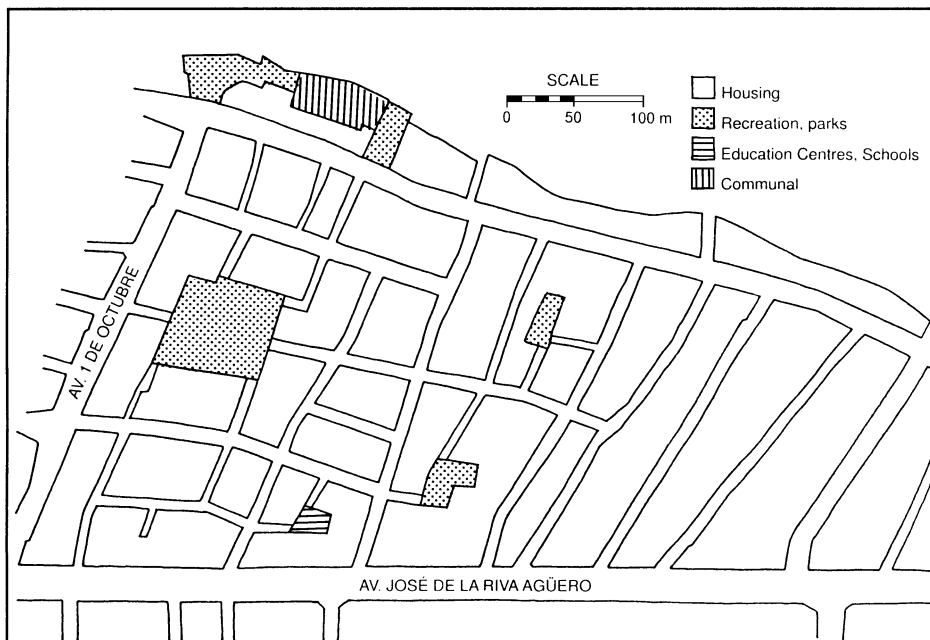 SCALE
0 50 100 m
Housing
Recreation, parks
Education Centres, Schools
Communal
AV. 1 DE OCTUBRE
AV. JOSÉ DE LA RIVA AGÜERO